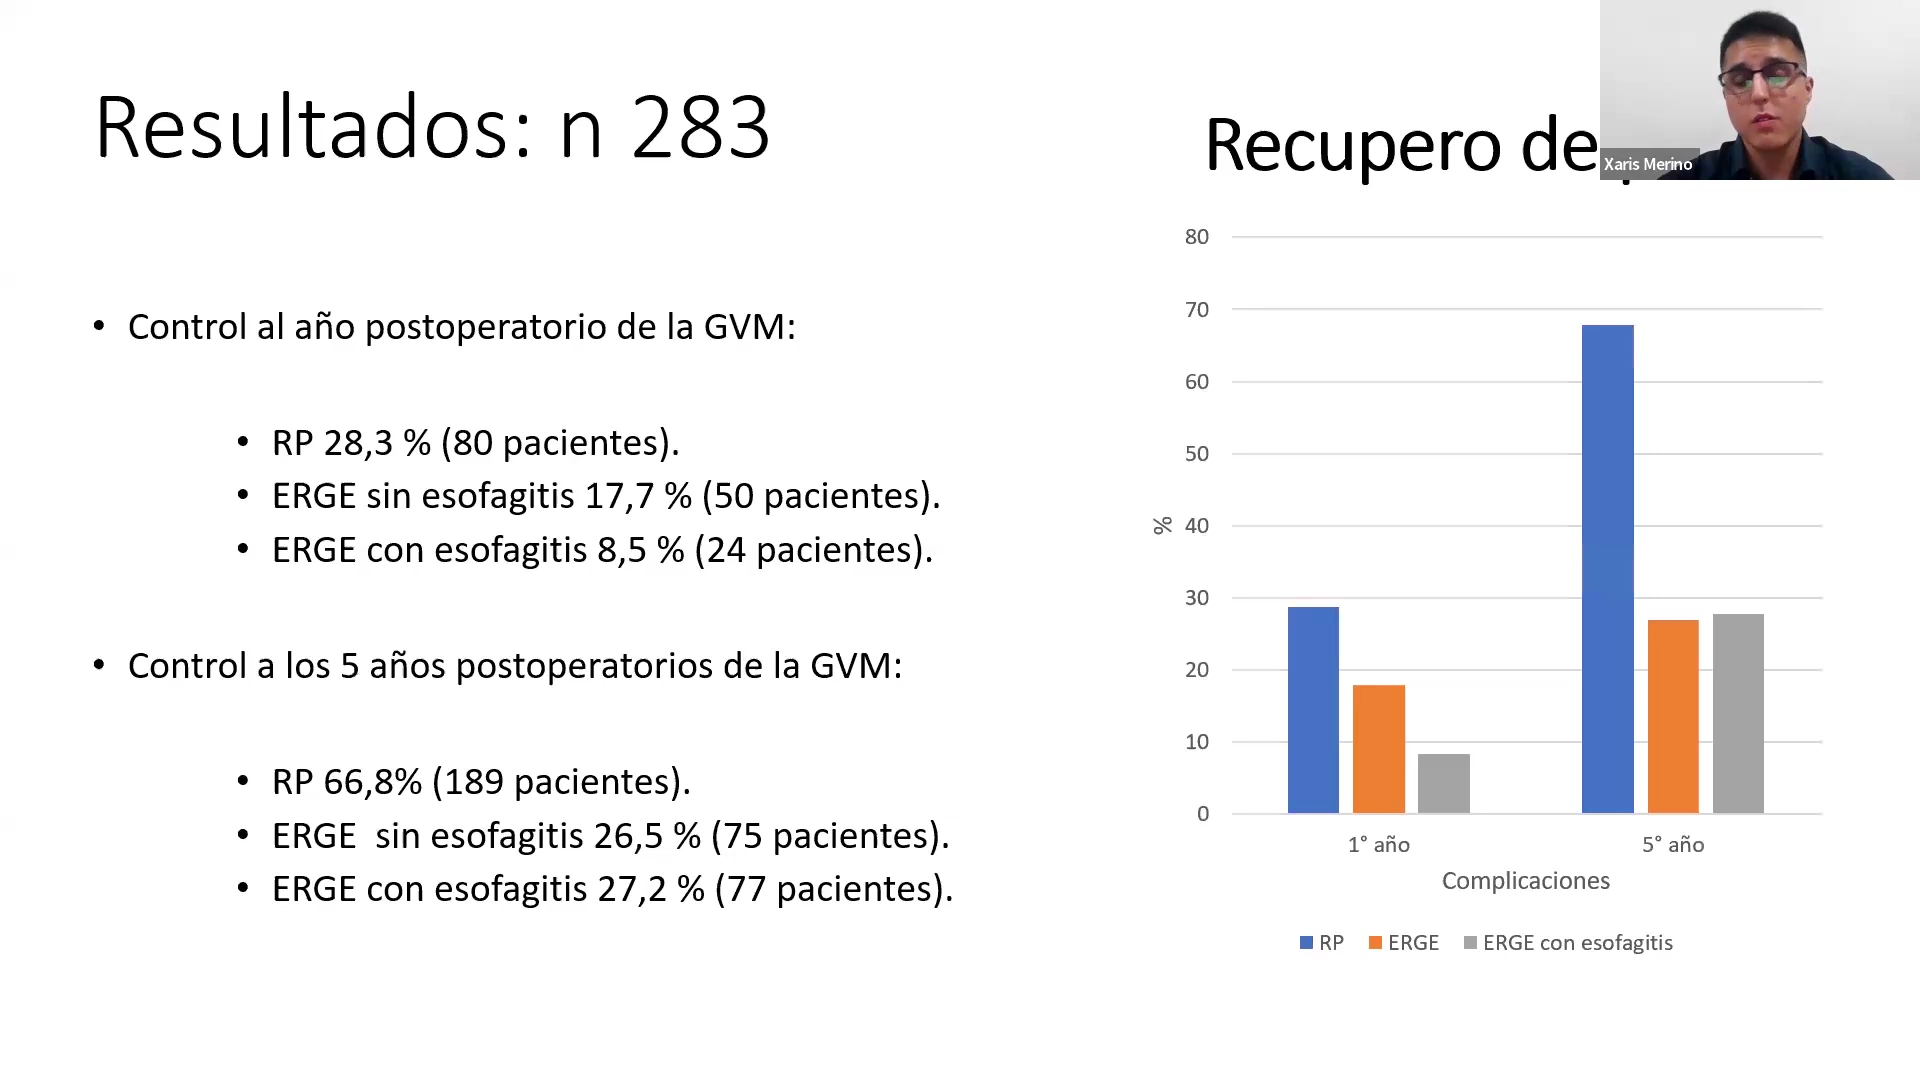 Resultados: n 283
Recupero de
Xaris Merino
• Control al año postoperatorio de la GVM:
• RP 28,3 % (80 pacientes).
• ERGE sin esofagitis 17,7 % (50 pacientes).
• ERGE con esofagitis 8,5 % (24 pacientes).
• Control a los 5 años postoperatorios de la GVM:
• RP 66,8% (189 pacientes).
• ERGE  sin esofagitis 26,5 % (75 pacientes).
• ERGE con esofagitis 27,2 % (77 pacientes).
80
70
60
50
40
30
20
10
0
%
1° año 5° año
Complicaciones
RP ERGE ERGE con esofagitis